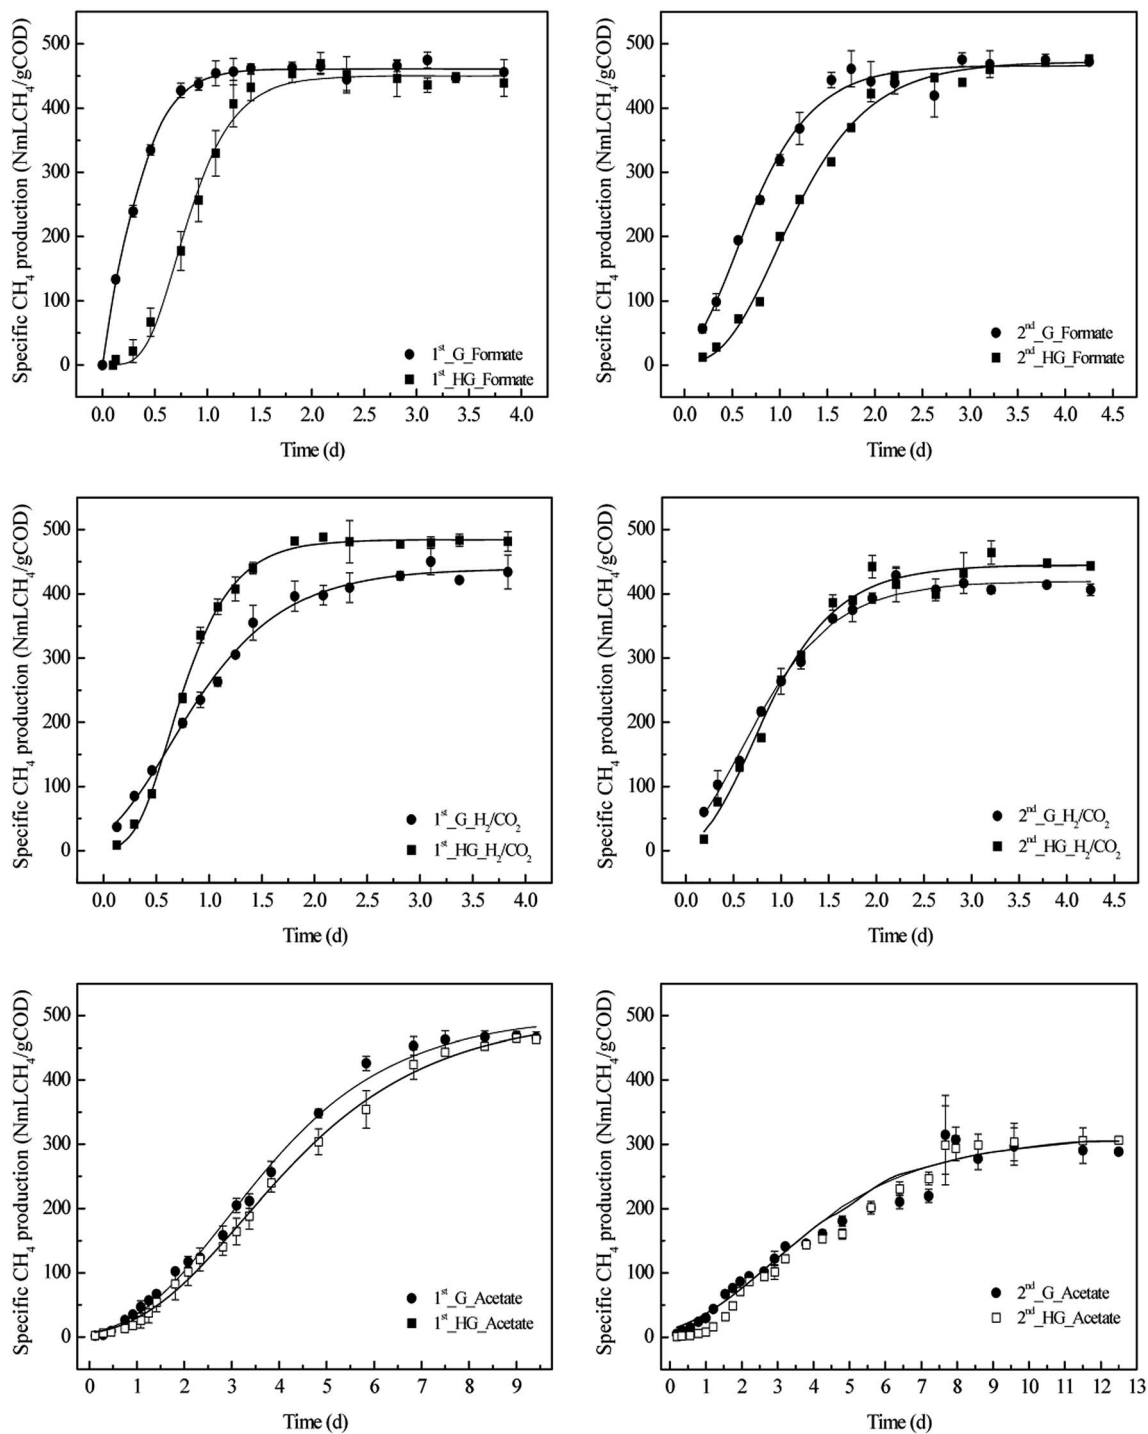 Specific CH4 production (NmLCH4/gCOD)
500
400
300
200
100
0
1st_G_Formate
1st_HG_Formate
0.0 0.5 1.0 1.5 2.0 2.5 3.0 3.5 4.0
Time (d)
Specific CH4 production (NmLCH4/gCOD)
500
400
300
200
100
0
2nd_G_Formate
2nd_HG_Formate
0.0 0.5 1.0 1.5 2.0 2.5 3.0 3.5 4.0 4.5
Time (d)
Specific CH4 production (NmLCH4/gCOD)
500
400
300
200
100
0
1st_G_H2/CO2
1st_HG_H2/CO2
0.0 0.5 1.0 1.5 2.0 2.5 3.0 3.5 4.0
Time (d)
Specific CH4 production (NmLCH4/gCOD)
500
400
300
200
100
0
2nd_G_H2/CO2
2nd_HG_H2/CO2
0.0 0.5 1.0 1.5 2.0 2.5 3.0 3.5 4.0 4.5
Time (d)
Specific CH4 production (NmLCH4/gCOD)
500
400
300
200
100
0
1st_G_Acetate
1st_HG_Acetate
0 1 2 3 4 5 6 7 8 9
Time (d)
Specific CH4 production (NmLCH4/gCOD)
500
400
300
200
100
0
2nd_G_Acetate
2nd_HG_Acetate
0 1 2 3 4 5 6 7 8 9 10 11 12 13
Time (d)